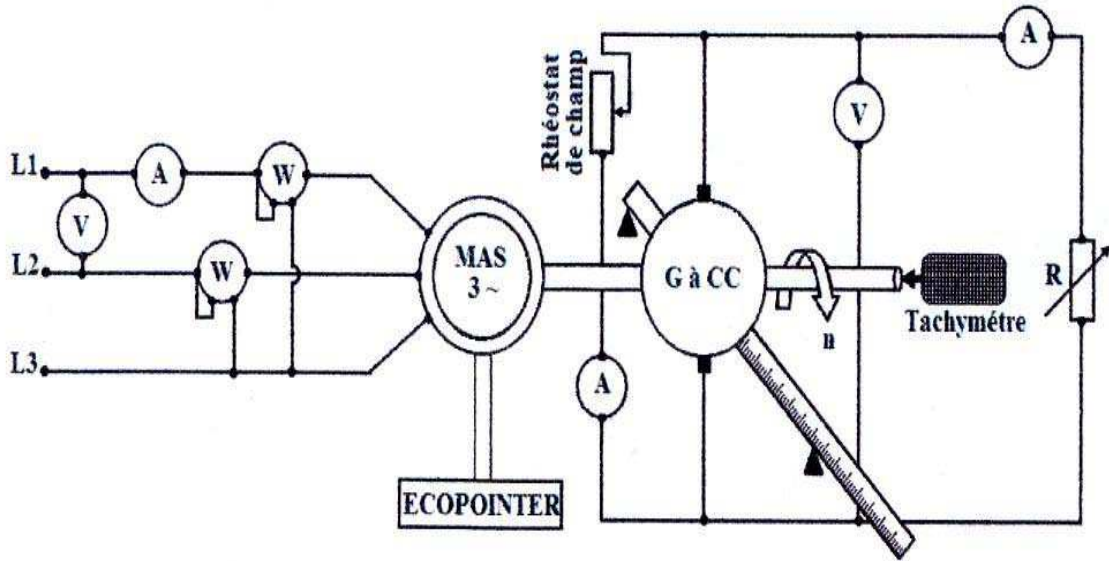 Rhéostat
de champ
A
V
L1
A
W
V
L2
W
MAS
3 ~
G à CC
n
Tachymétre
R
L3
A
ECOPOINTER